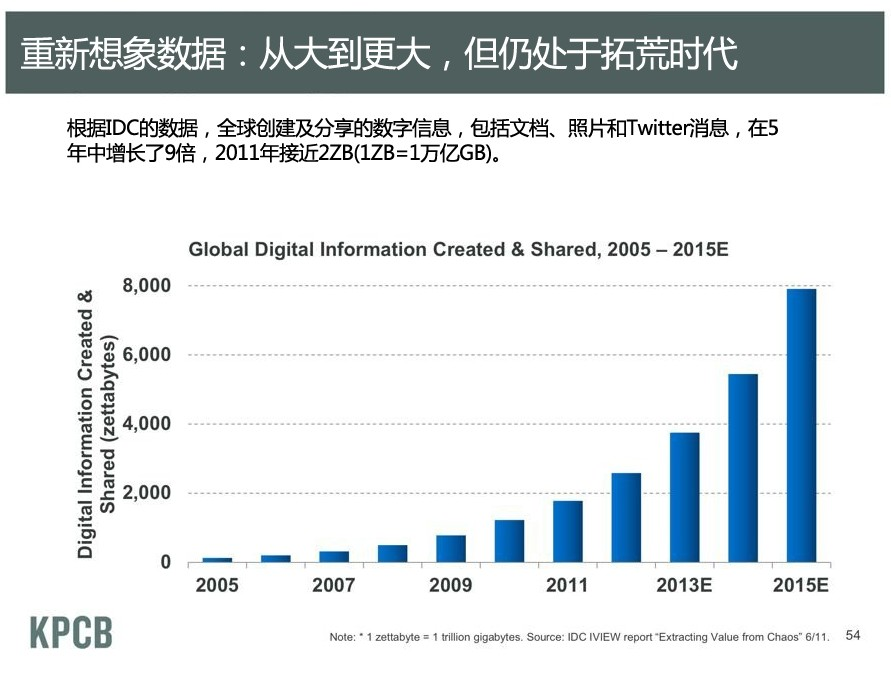 重新想象数据：从大到更大，但仍处于拓荒时代
根据IDC的数据，全球创建及分享的数字信息，包括文档、照片和Twitter消息，在5
年中增长了9倍，2011年接近2ZB(1ZB=1万亿GB)。
Global Digital Information Created & Shared, 2005 – 2015E
Digital Information Created &
Shared (zettabytes)
8,000
6,000
4,000
2,000
0
2005 2007 2009 2011 2013E 2015E
KPCB
Note: * 1 zettabyte = 1 trillion gigabytes. Source: IDC IVIEW report “Extracting Value from Chaos” 6/11. 54